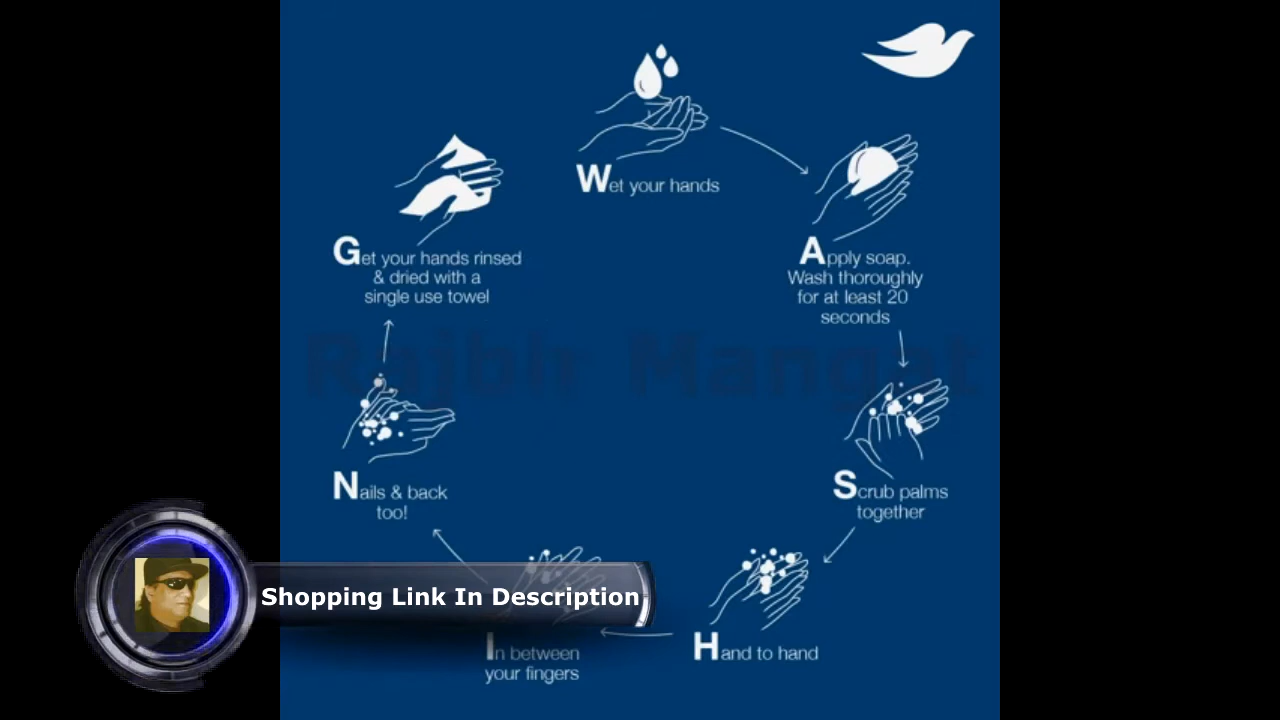 Wet your hands
Apply soap.
Wash thoroughly
for at least 20
seconds
Scrub palms
together
Hand to hand
In between
your fingers
Nails & back
too!
Get your hands rinsed
& dried with a
single use towel
Rajbir Mangat
Shopping Link In Description